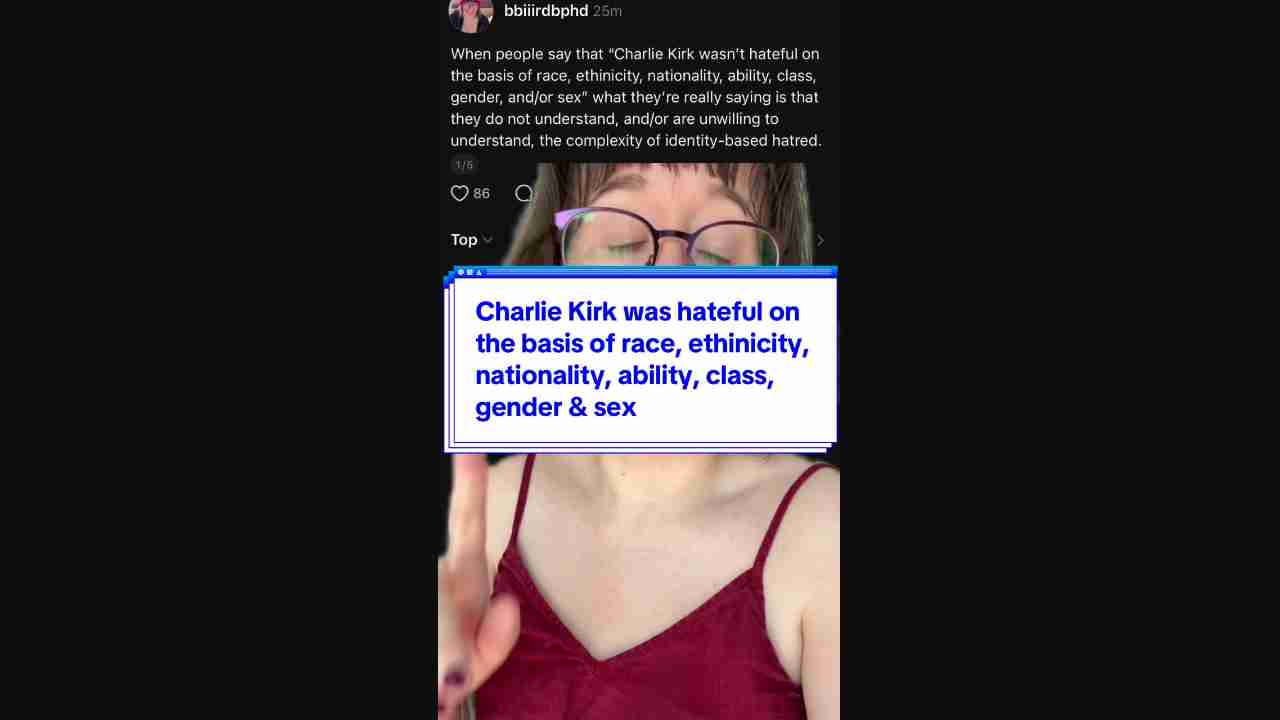 bbiiirdbphd 25m
When people say that “Charlie Kirk wasn’t hateful on
the basis of race, ethinicity, nationality, ability, class,
gender, and/or sex” what they’re really saying is that
they do not understand, and/or are unwilling to
understand, the complexity of identity-based hatred.
1/5
86
Top
Charlie Kirk was hateful on
the basis of race, ethinicity,
nationality, ability, class,
gender & sex